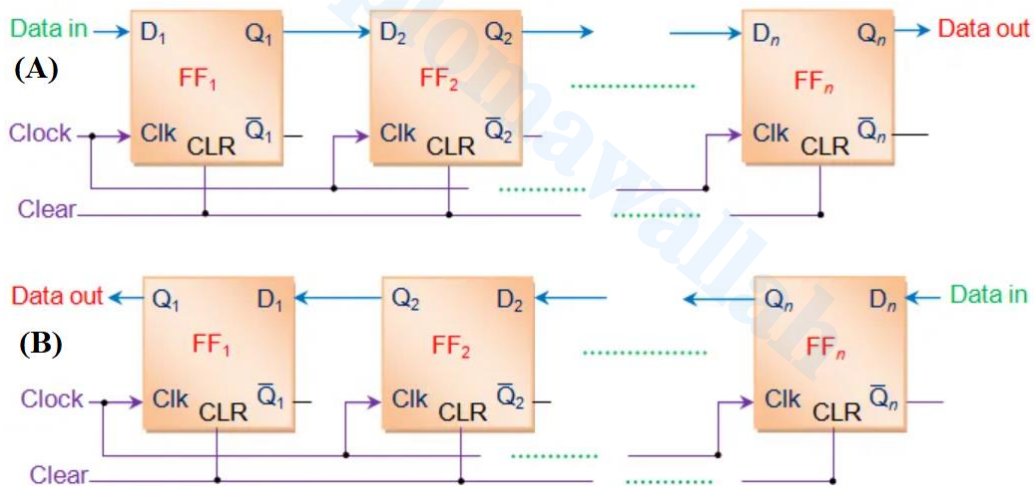 Data in D₁ Q₁ D₂ Q₂ Dₙ Qₙ Data out
(A) FF₁ FF₂ FFₙ
Clock Clk CLR Q̅₁ Clk CLR Q̅₂ Clk CLR Q̅ₙ
Clear
Data out Q₁ D₁ Q₂ D₂ Qₙ Dₙ Data in
(B) FF₁ FF₂ FFₙ
Clock Clk CLR Q̅₁ Clk CLR Q̅₂ Clk CLR Q̅ₙ
Clear